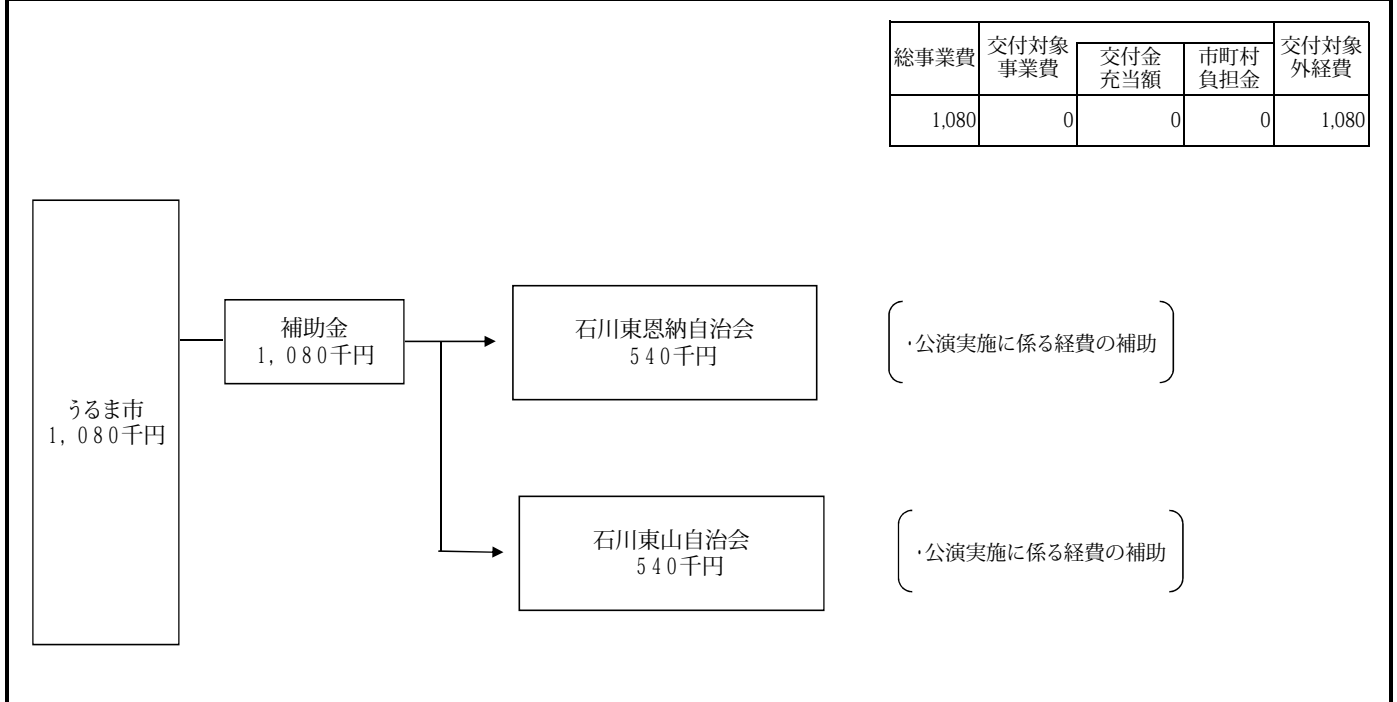 総事業費
交付対象
事業費
交付金
充当額
市町村
負担金
交付対象
外経費
1,080
0
0
0
1,080
うるま市
1,080千円
補助金
1,080千円
石川東恩納自治会
540千円
・公演実施に係る経費の補助
石川東山自治会
540千円
・公演実施に係る経費の補助